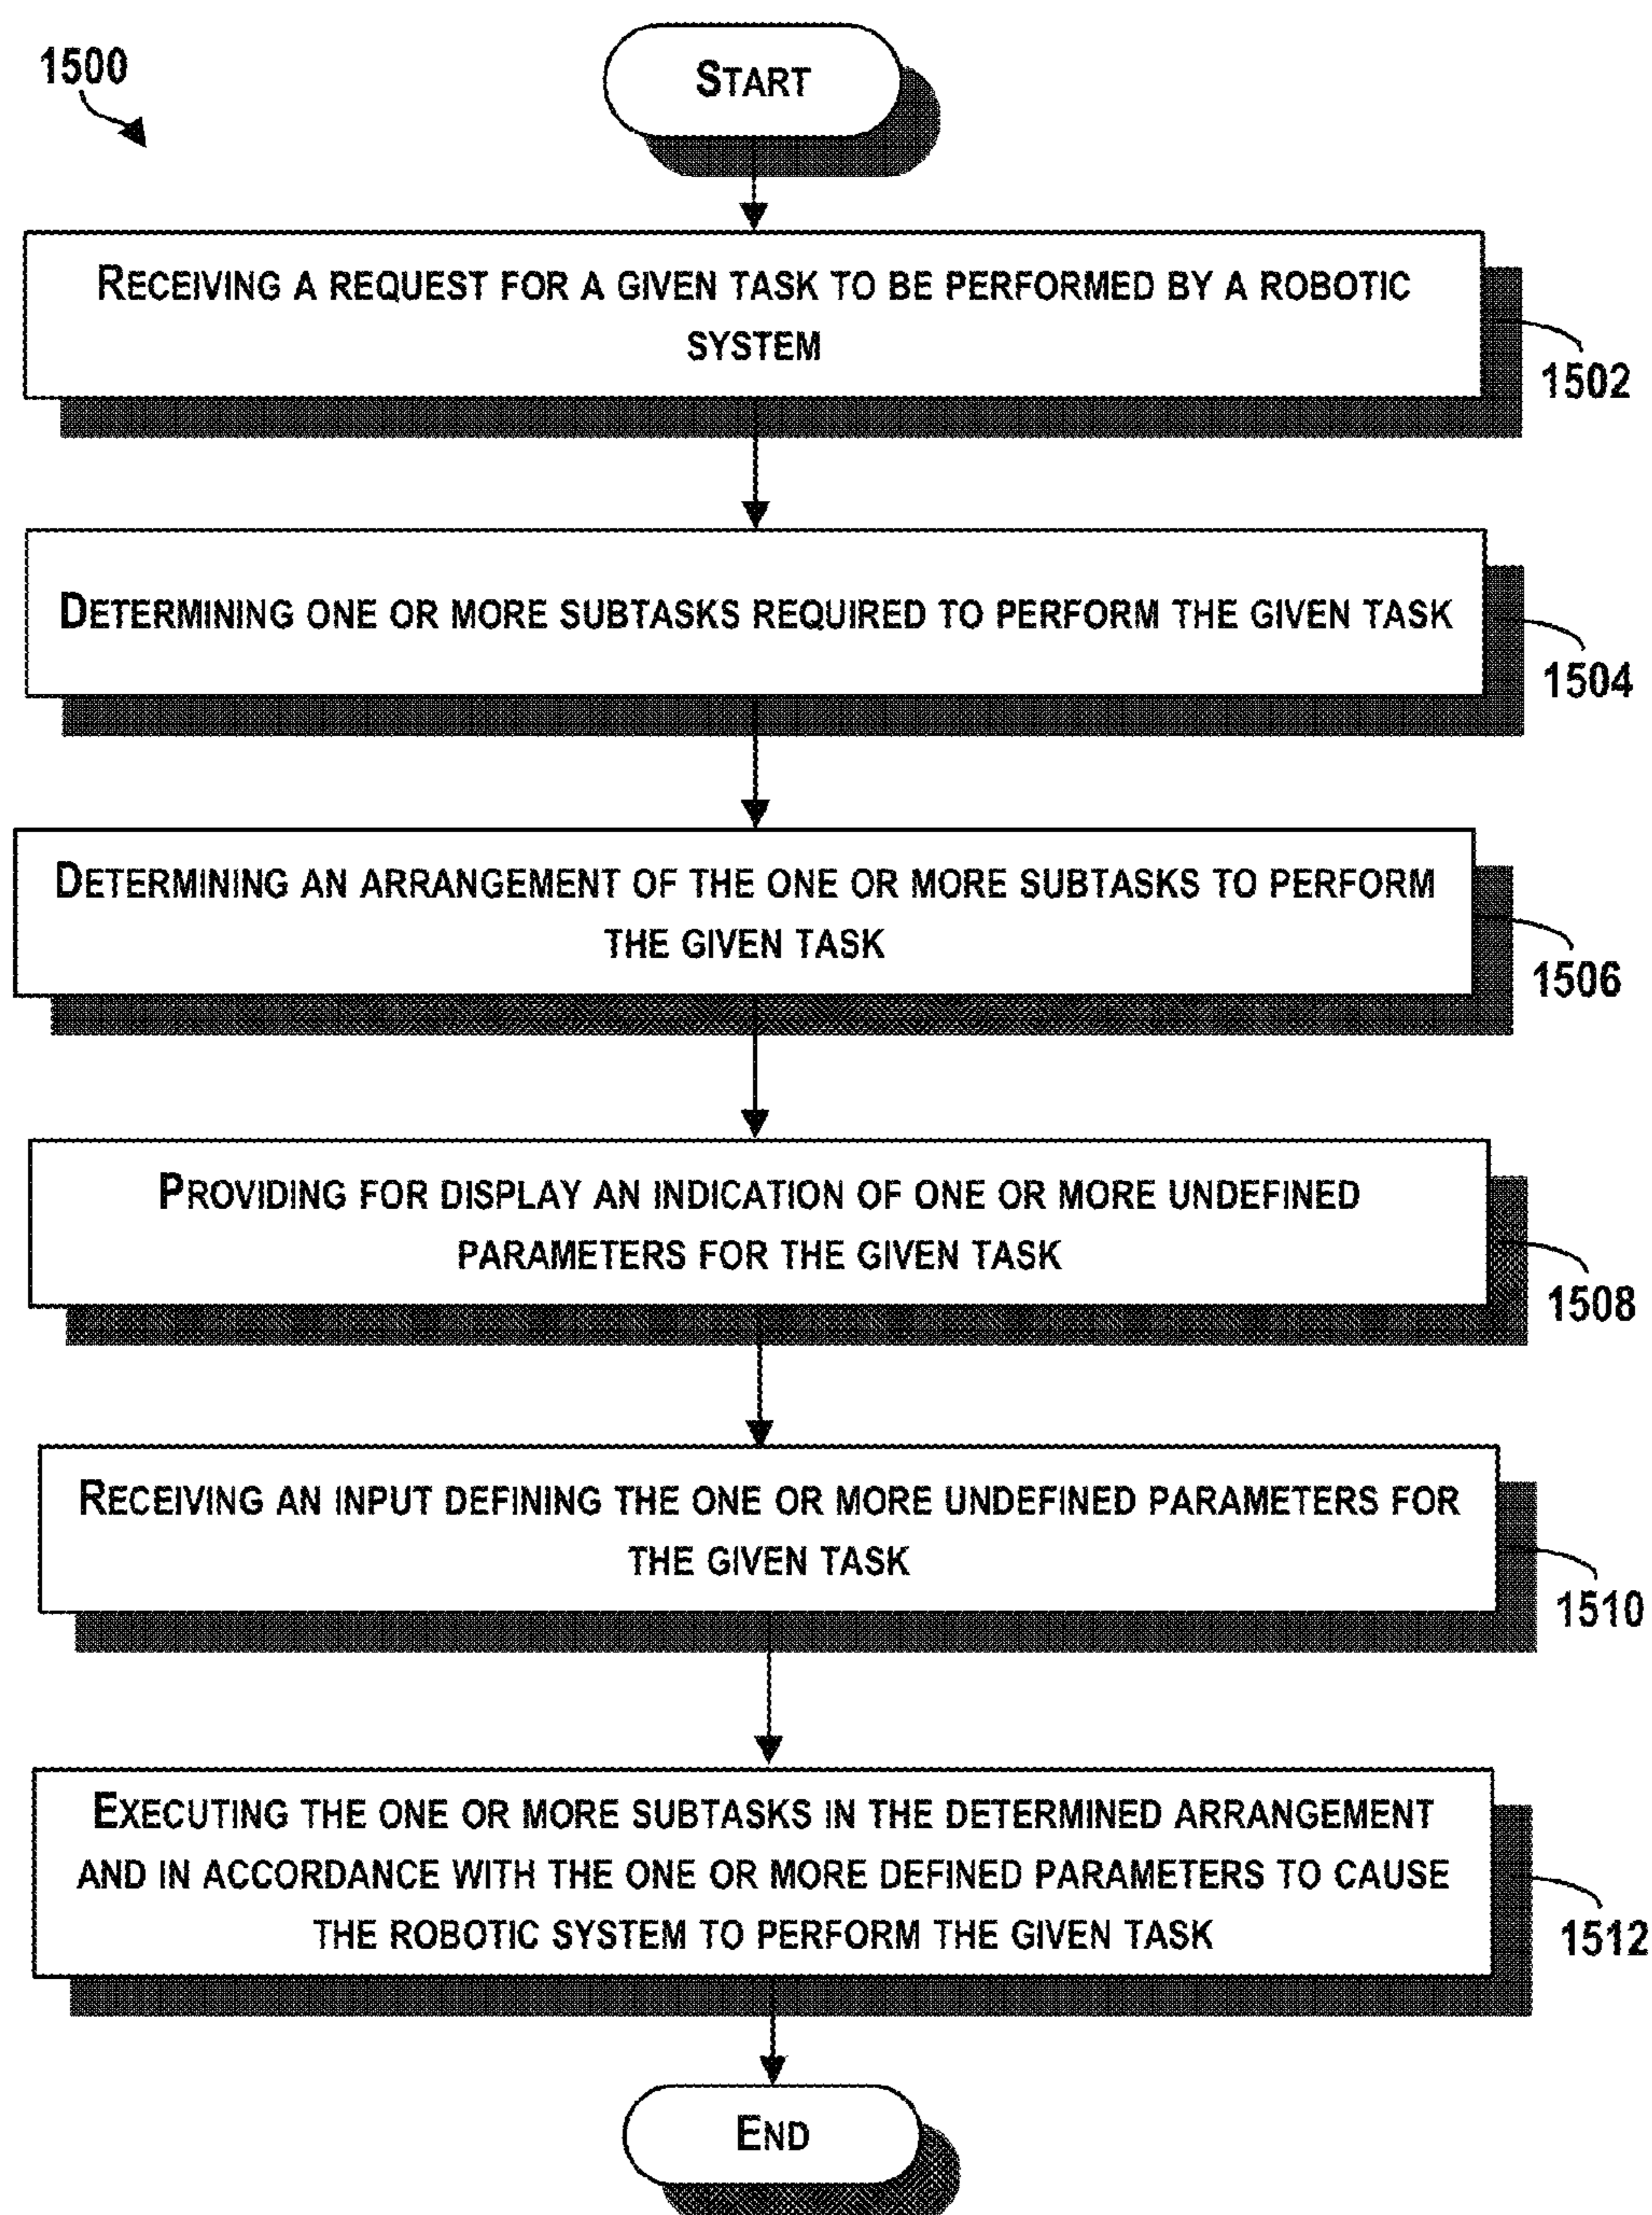 1500
START
RECEIVING A REQUEST FOR A GIVEN TASK TO BE PERFORMED BY A ROBOTIC
SYSTEM
1502
DETERMINING ONE OR MORE SUBTASKS REQUIRED TO PERFORM THE GIVEN TASK
1504
DETERMINING AN ARRANGEMENT OF THE ONE OR MORE SUBTASKS TO PERFORM
THE GIVEN TASK
1506
PROVIDING FOR DISPLAY AN INDICATION OF ONE OR MORE UNDEFINED
PARAMETERS FOR THE GIVEN TASK
1508
RECEIVING AN INPUT DEFINING THE ONE OR MORE UNDEFINED PARAMETERS FOR
THE GIVEN TASK
1510
EXECUTING THE ONE OR MORE SUBTASKS IN THE DETERMINED ARRANGEMENT
AND IN ACCORDANCE WITH THE ONE OR MORE DEFINED PARAMETERS TO CAUSE
THE ROBOTIC SYSTEM TO PERFORM THE GIVEN TASK
1512
END